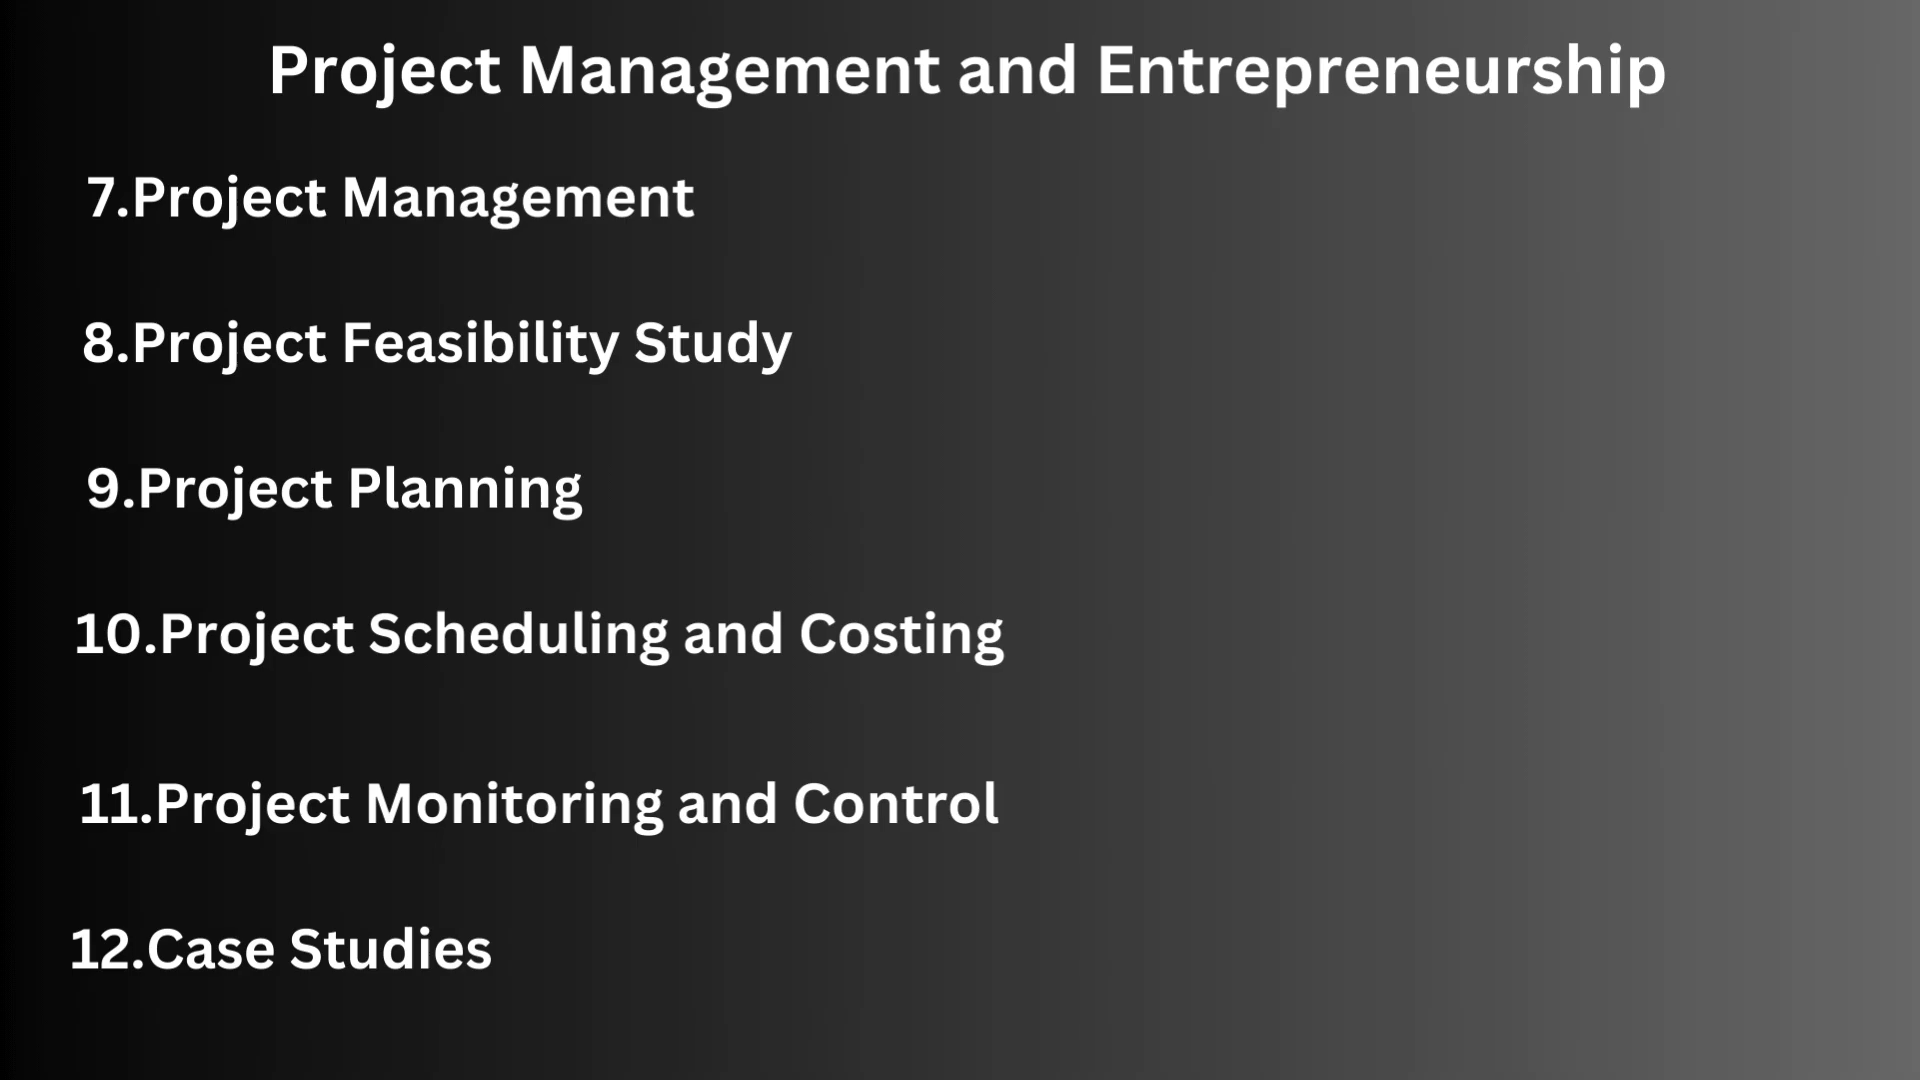 Project Management and Entrepreneurship
7.Project Management
8.Project Feasibility Study
9.Project Planning
10.Project Scheduling and Costing
11.Project Monitoring and Control
12.Case Studies